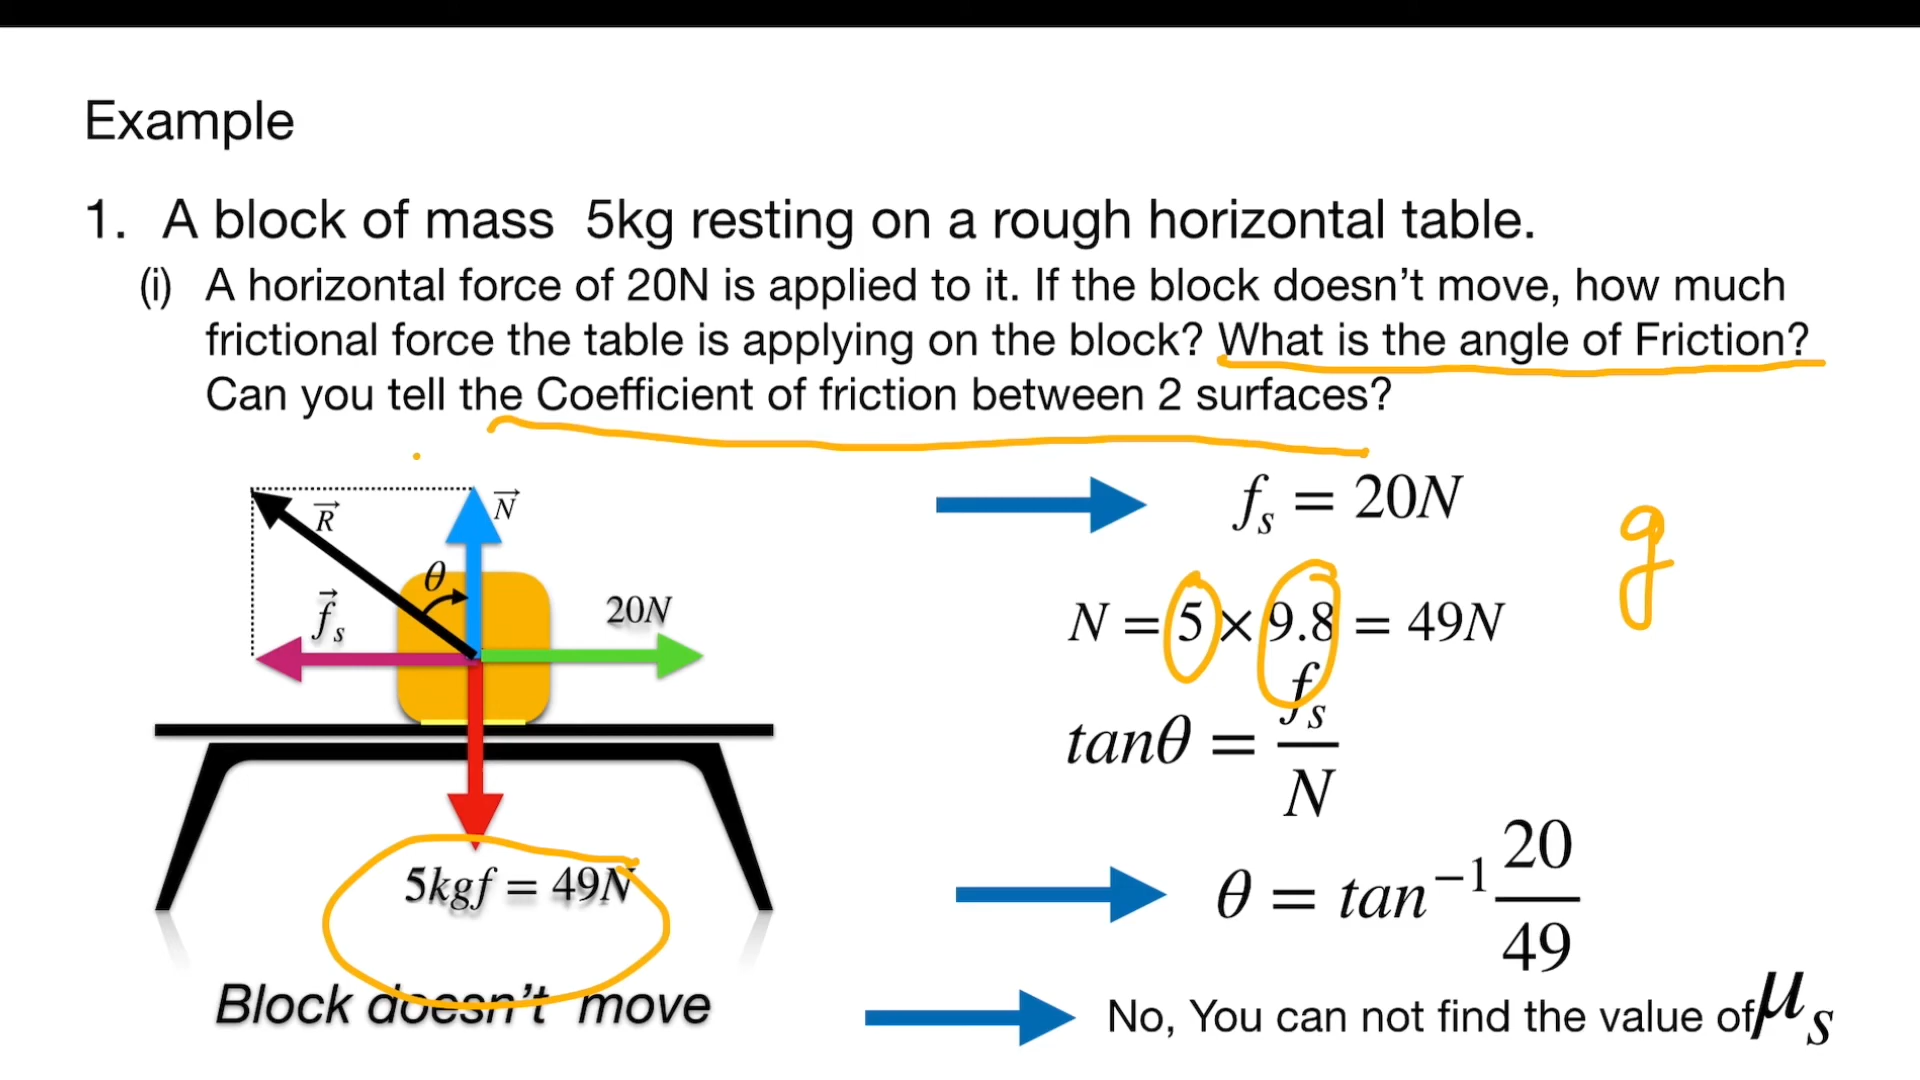 Example
1. A block of mass 5kg resting on a rough horizontal table.
(i) A horizontal force of 20N is applied to it. If the block doesn’t move, how much
frictional force the table is applying on the block? What is the angle of Friction?
Can you tell the Coefficient of friction between 2 surfaces?
R⃗
N⃗
θ
f⃗ₛ
20N
5kgf = 49N
Block doesn’t move
fₛ = 20N
g
N = 5 × 9.8 = 49N
tanθ = fₛ/N
θ = tan⁻¹ 20/49
No, You can not find the value of μₛ